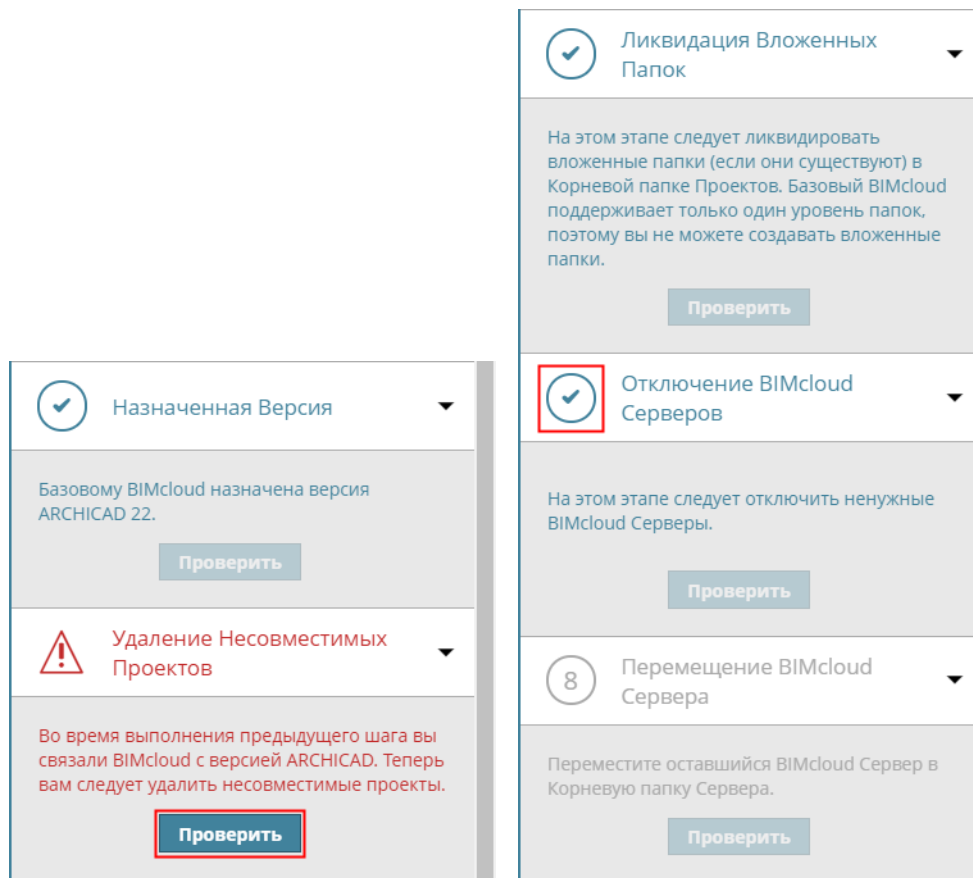 Назначенная Версия
Базовому BIMcloud назначена версия
ARCHICAD 22.
Проверить
Удаление Несовместимых
Проектов
Во время выполнения предыдущего шага вы
связали BIMcloud с версией ARCHICAD. Теперь
вам следует удалить несовместимые проекты.
Проверить
Ликвидация Вложенных
Папок
На этом этапе следует ликвидировать
вложенные папки (если они существуют) в
Корневой папке Проектов. Базовый BIMcloud
поддерживает только один уровень папок,
поэтому вы не можете создавать вложенные
папки.
Проверить
Отключение BIMcloud
Серверов
На этом этапе следует отключить ненужные
BIMcloud Серверы.
Проверить
8
Перемещение BIMcloud
Сервера
Переместите оставшийся BIMcloud Сервер в
Корневую папку Сервера.
Проверить